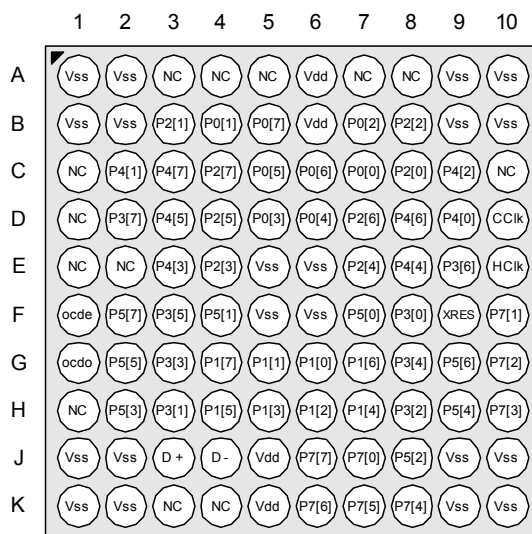 1 2 3 4 5 6 7 8 9 10
A Vss Vss NC NC NC Vdd NC NC Vss Vss
B Vss Vss P2[1] P0[1] P0[7] Vdd P0[2] P2[2] Vss Vss
C NC P4[1] P4[7] P2[7] P0[5] P0[6] P0[0] P2[0] P4[2] NC
D NC P3[7] P4[5] P2[5] P0[3] P0[4] P2[6] P4[6] P4[0] CClk
E NC NC P4[3] P2[3] Vss Vss P2[4] P4[4] P3[6] HClk
F ocde P5[7] P3[5] P5[1] Vss Vss P5[0] P3[0] XRES P7[1]
G ocdo P5[5] P3[3] P1[7] P1[1] P1[0] P1[6] P3[4] P5[6] P7[2]
H NC P5[3] P3[1] P1[5] P1[3] P1[2] P1[4] P3[2] P5[4] P7[3]
J Vss Vss D + D - Vdd P7[7] P7[0] P5[2] Vss Vss
K Vss Vss NC NC Vdd P7[6] P7[5] P7[4] Vss Vss